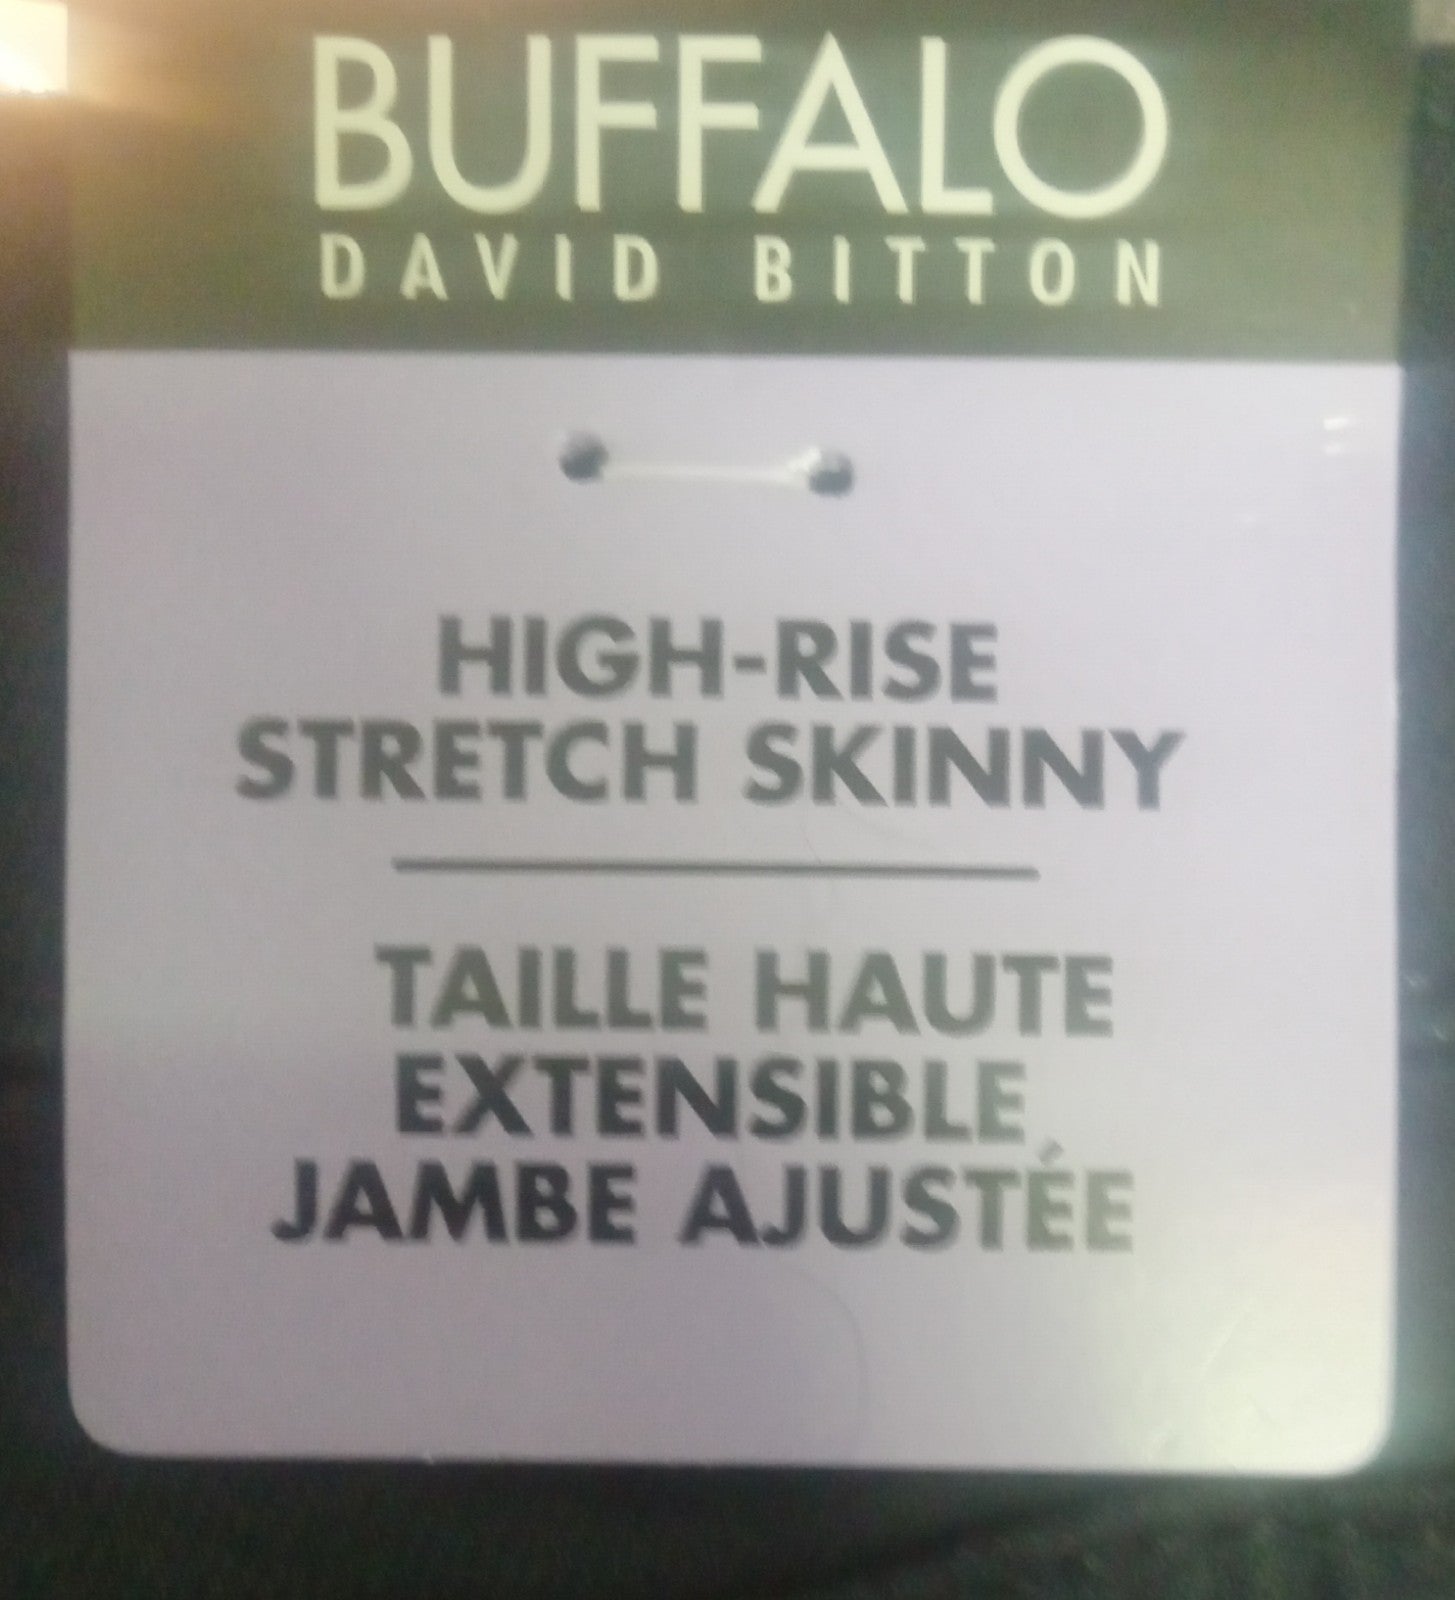 BUFFALO
DAVID BITTON
HIGH-RISE
STRETCH SKINNY
TAILLE HAUTE
EXTENSIBLE
JAMBE AJUSTÉE